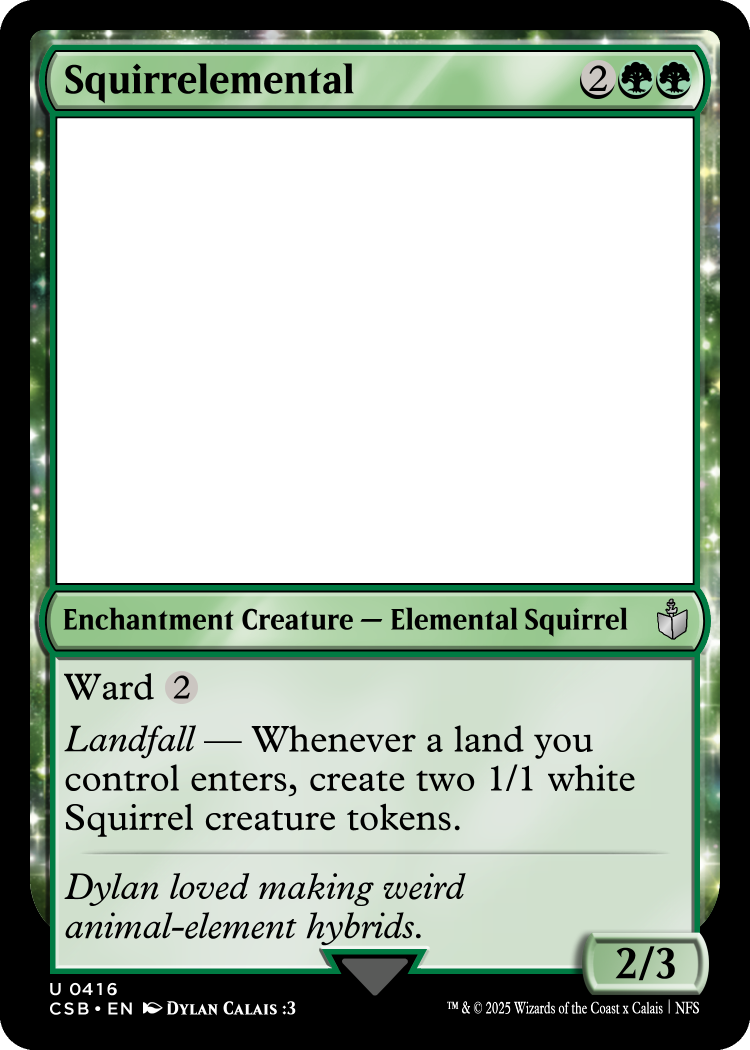 Squirrelemental 2
Enchantment Creature — Elemental Squirrel
Ward 2
Landfall — Whenever a land you
control enters, create two 1/1 white
Squirrel creature tokens.
Dylan loved making weird
animal-element hybrids.
2/3
U 0416
CSB • EN Dylan Calais :3
™ & © 2025 Wizards of the Coast x Calais | NFS